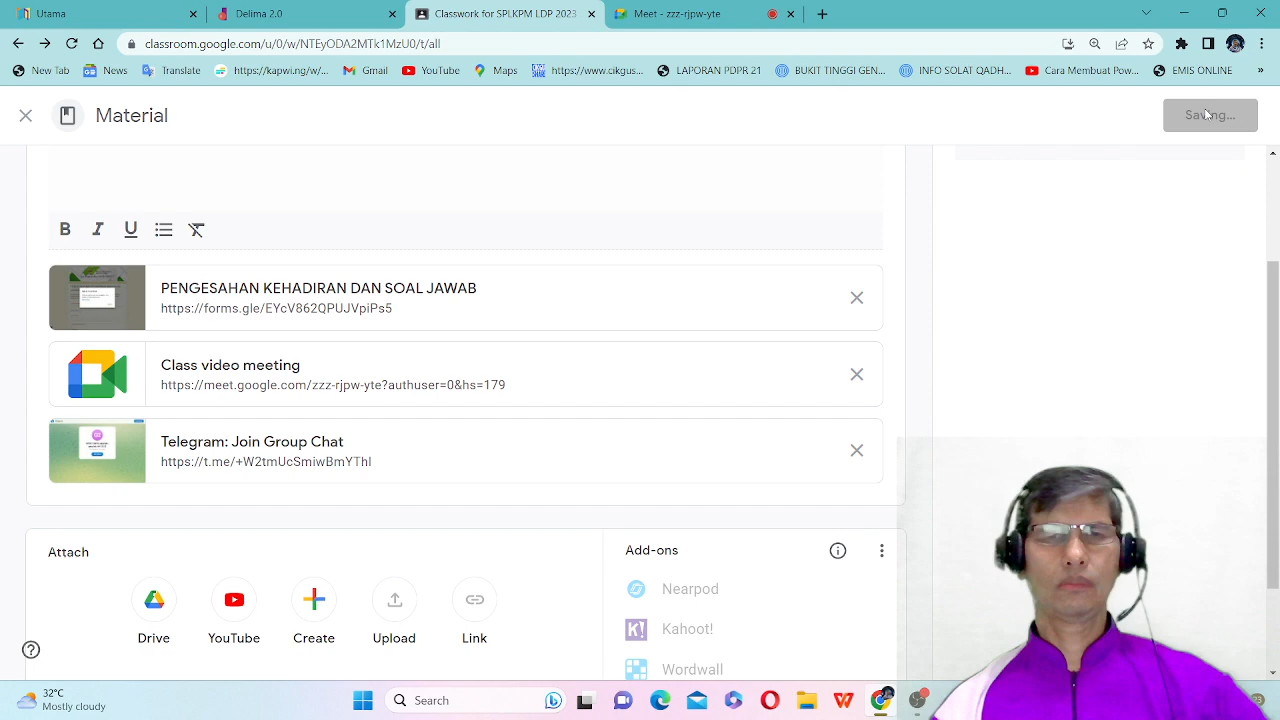 Utama
Delima 2.0
Classwork for SPLKPM LDP 2023
Meet - zzz-rjpw-yte
classroom.google.com/u/0/w/NTEyODA2MTk1MzU0/t/all
New Tab
News
Translate
https://kapwing/w...
Gmail
YouTube
Maps
https://www.cikgus...
LAPORAN PDPR 21
BUKIT TINGGI GEN...
INFO SOLAT QADH...
Cara Membuat Pow...
EMIS ONLINE
»
Material
Saving...
B I U
PENGESAHAN KEHADIRAN DAN SOAL JAWAB
https://forms.gle/EYcV862QPUJVpiPs5
Class video meeting
https://meet.google.com/zzz-rjpw-yte?authuser=0&hs=179
Telegram: Join Group Chat
https://t.me/+W2tmUcSmiwBmYThl
Attach
Add-ons
Nearpod
Kahoot!
Wordwall
Drive
YouTube
Create
Upload
Link
32°C
Mostly cloudy
Search